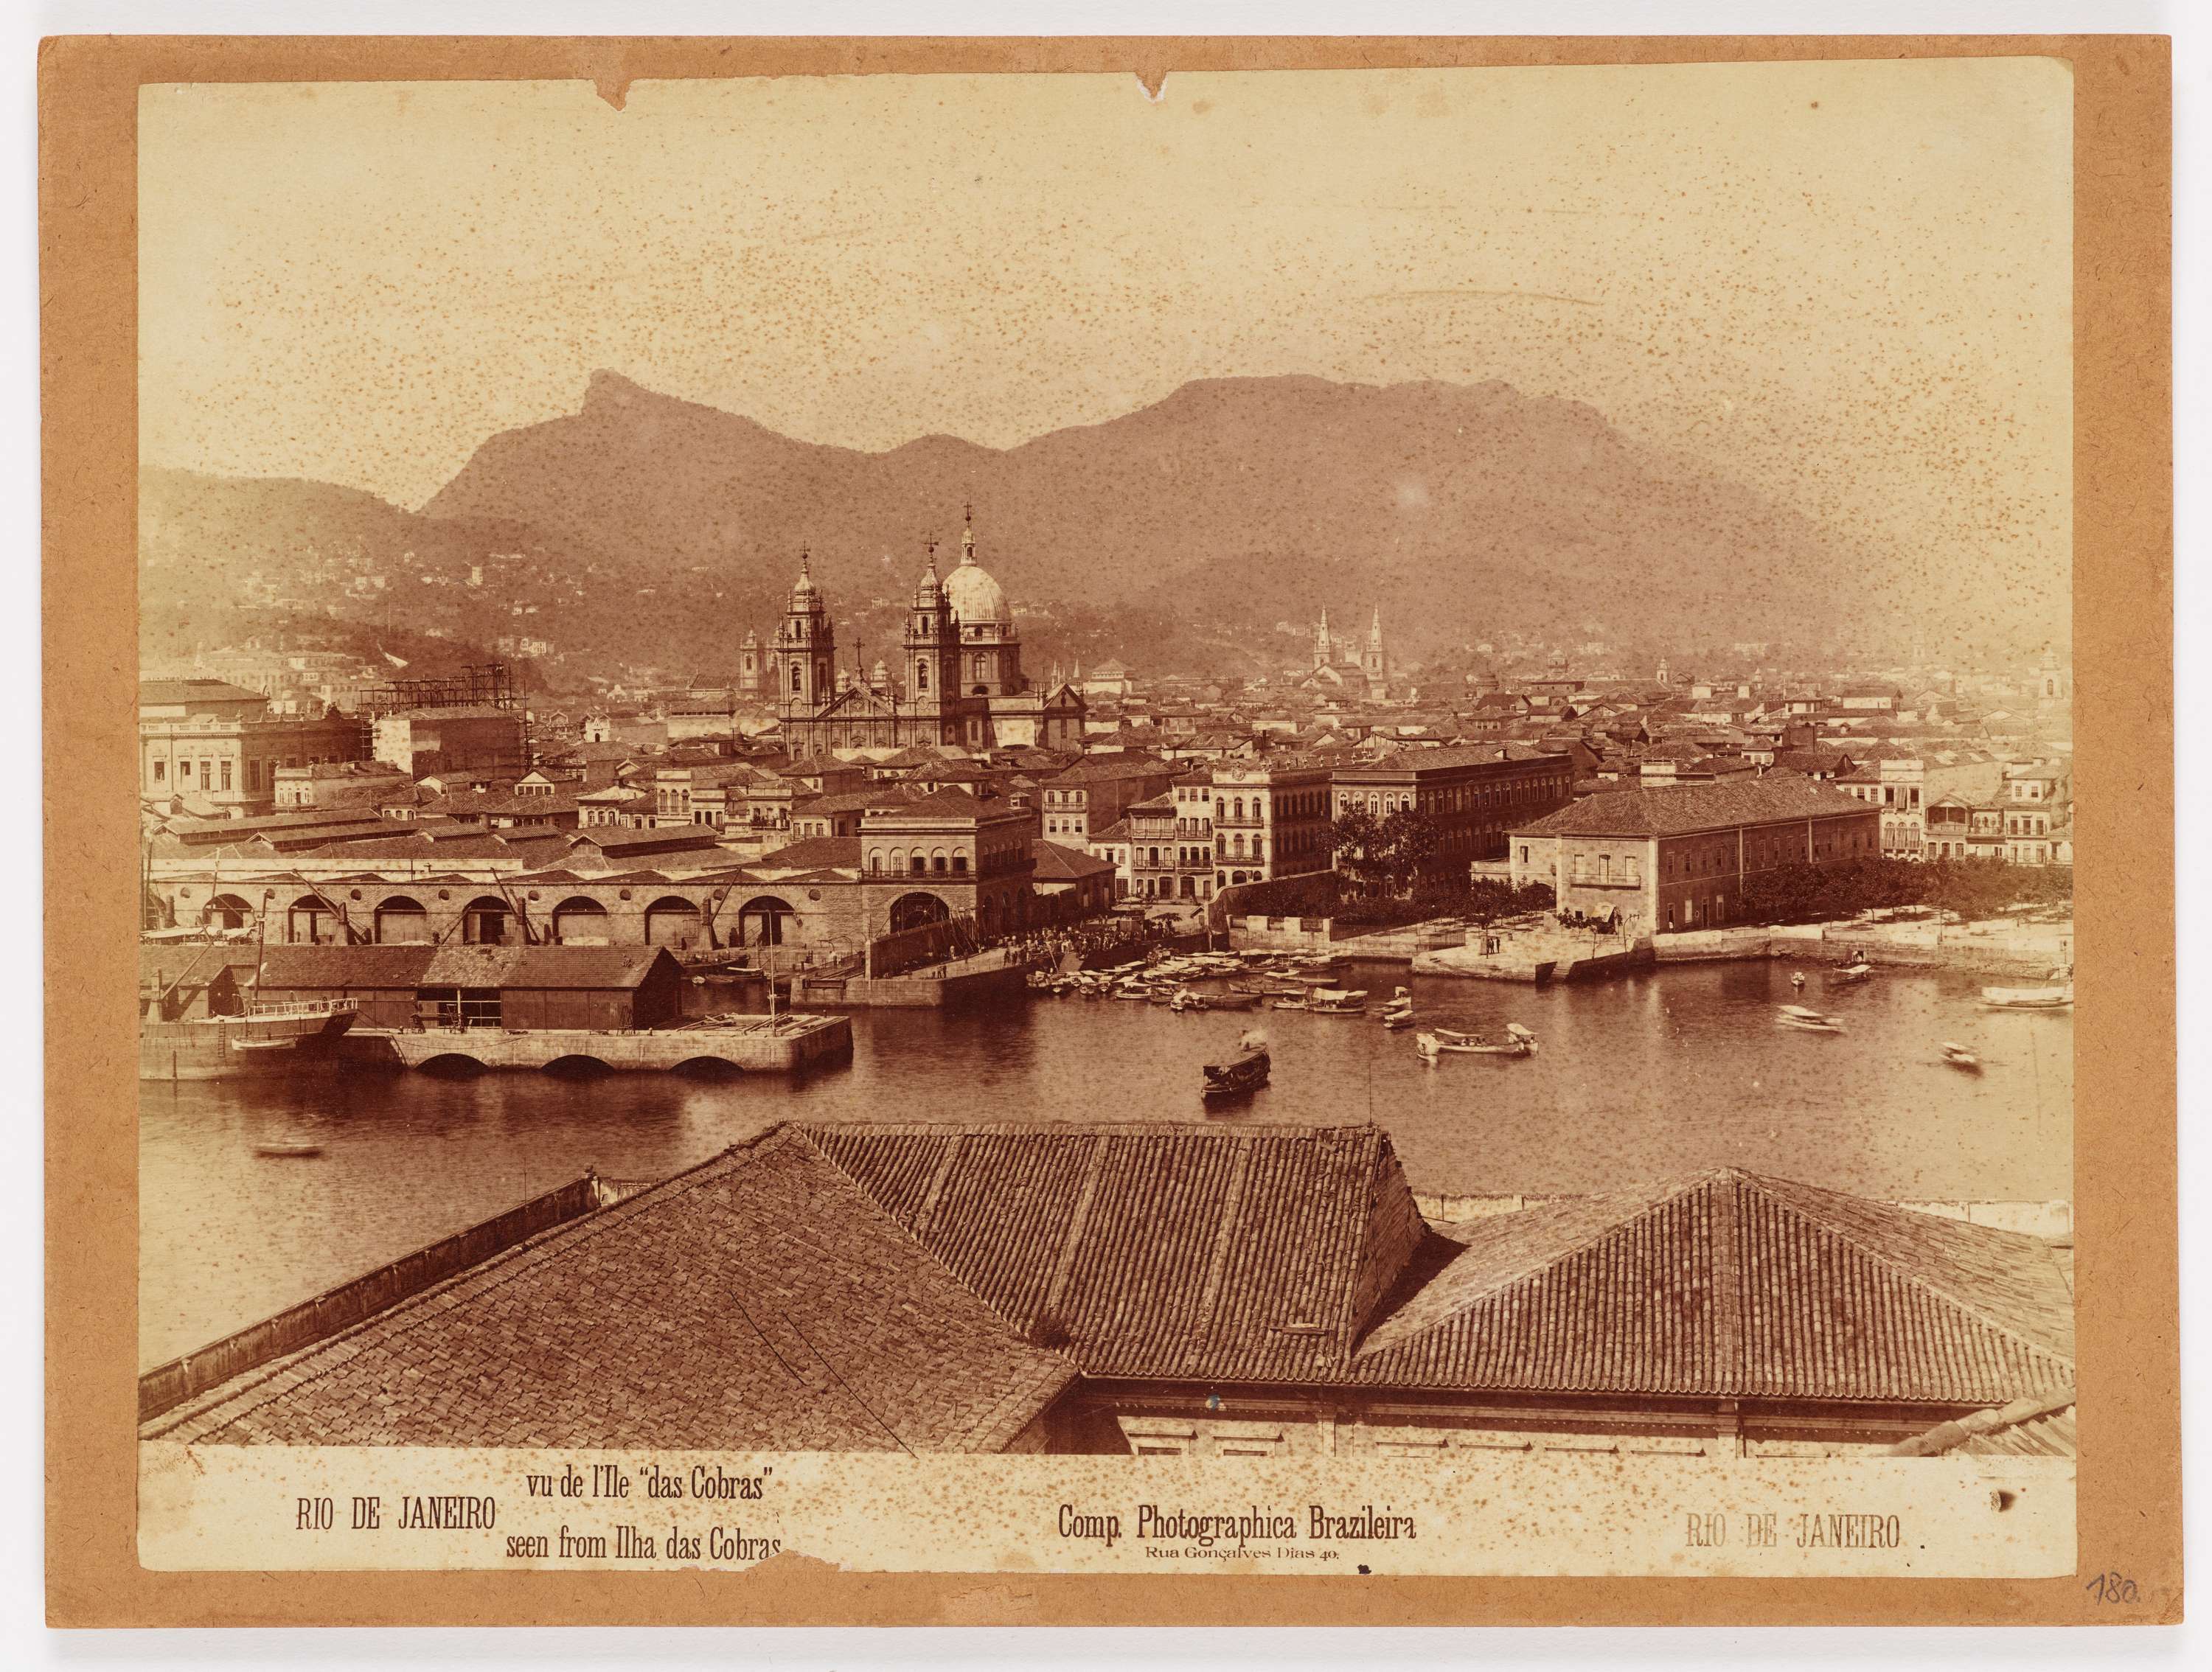 vu de l'Ile "das Cobras"
RIO DE JANEIRO
seen from Ilha das Cobras
Comp. Photographica Brazileira
Rua Gonçalves Dias 40.
RIO DE JANEIRO
180.